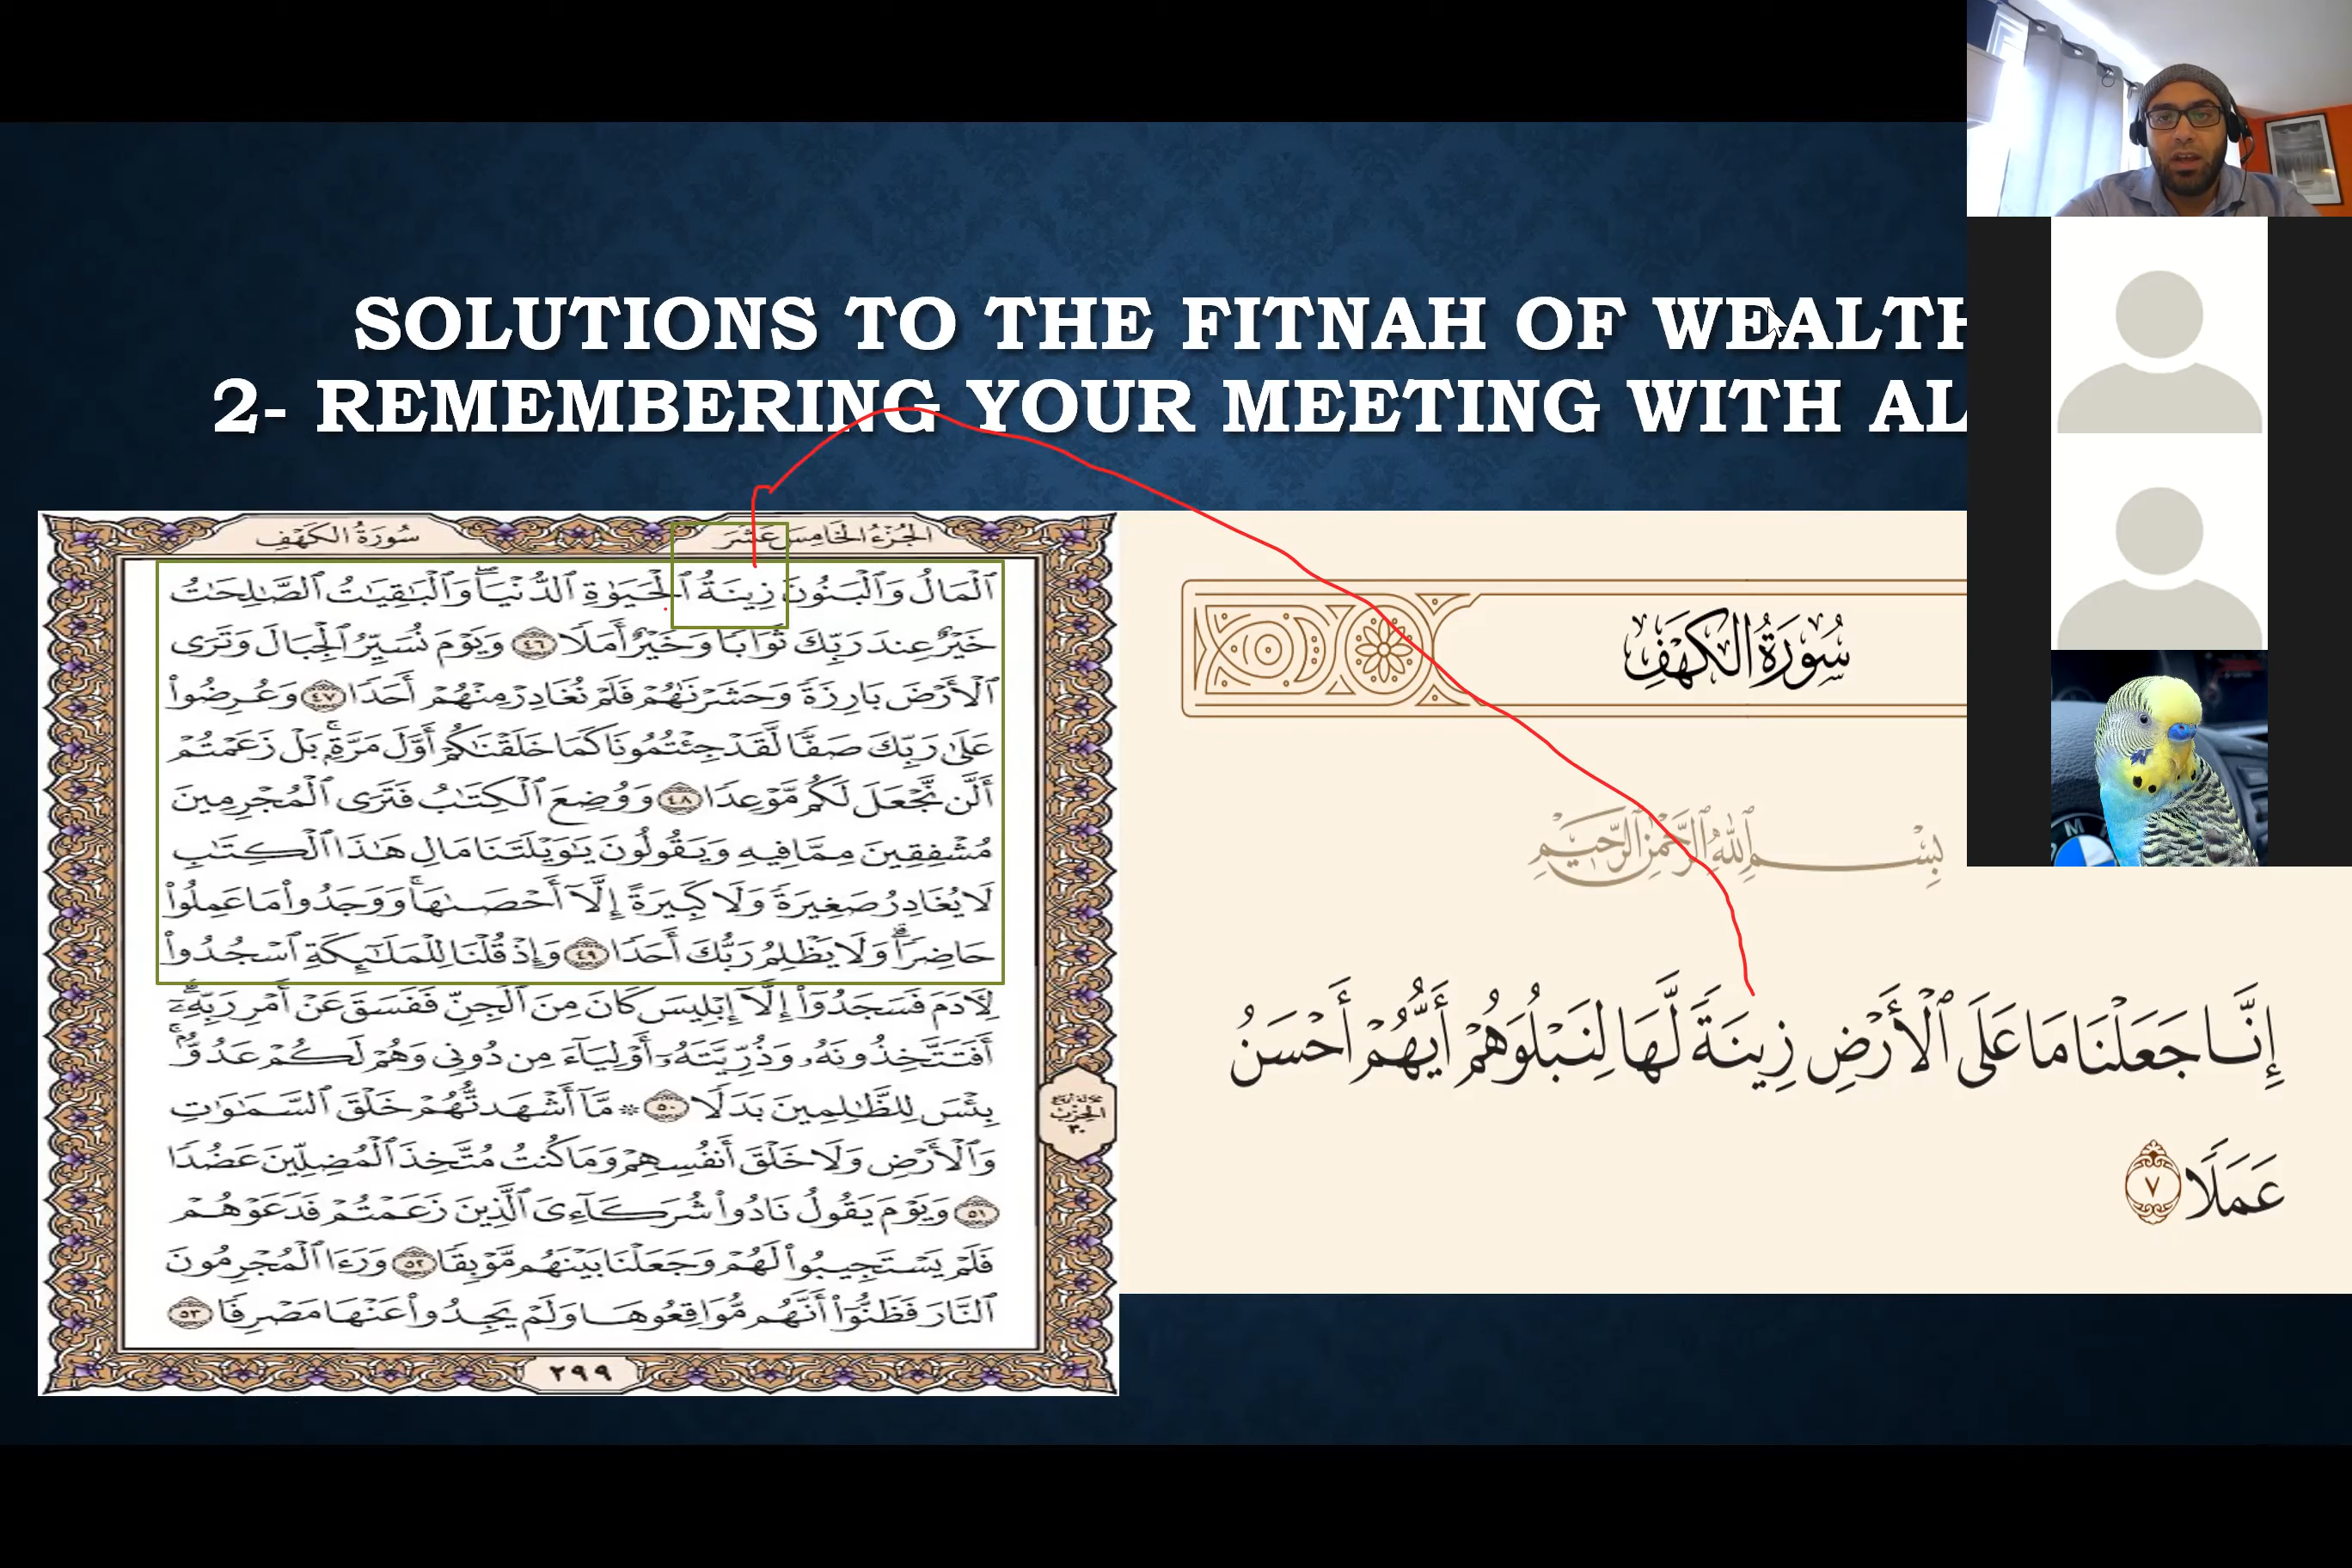 SOLUTIONS TO THE FITNAH OF WEALTH
2- REMEMBERING YOUR MEETING WITH AL
الجُزْءُ الخَامِسَ عَشَرَ سُورَةُ الكَهْفِ
ٱلْمَالُ وَٱلْبَنُونَ زِينَةُ ٱلْحَيَوٰةِ ٱلدُّنْيَاۖ وَٱلْبَٰقِيَٰتُ ٱلصَّٰلِحَٰتُ
خَيْرٌ عِندَ رَبِّكَ ثَوَابًا وَخَيْرٌ أَمَلًا ٤٦ وَيَوْمَ نُسَيِّرُ ٱلْجِبَالَ وَتَرَى
ٱلْأَرْضَ بَارِزَةً وَحَشَرْنَٰهُمْ فَلَمْ نُغَادِرْ مِنْهُمْ أَحَدًا ٤٧ وَعُرِضُوا۟
عَلَىٰ رَبِّكَ صَفًّا لَّقَدْ جِئْتُمُونَا كَمَا خَلَقْنَٰكُمْ أَوَّلَ مَرَّةٍۭۚ بَلْ زَعَمْتُمْ
أَلَّن نَّجْعَلَ لَكُم مَّوْعِدًا ٤٨ وَوُضِعَ ٱلْكِتَٰبُ فَتَرَى ٱلْمُجْرِمِينَ
مُشْفِقِينَ مِمَّا فِيهِ وَيَقُولُونَ يَٰوَيْلَتَنَا مَالِ هَٰذَا ٱلْكِتَٰبِ
لَا يُغَادِرُ صَغِيرَةً وَلَا كَبِيرَةً إِلَّآ أَحْصَىٰهَاۚ وَوَجَدُوا۟ مَا عَمِلُوا۟
حَاضِرًاۗ وَلَا يَظْلِمُ رَبُّكَ أَحَدًا ٤٩ وَإِذْ قُلْنَا لِلْمَلَٰٓئِكَةِ ٱسْجُدُوا۟
لِءَادَمَ فَسَجَدُوٓا۟ إِلَّآ إِبْلِيسَ كَانَ مِنَ ٱلْجِنِّ فَفَسَقَ عَنْ أَمْرِ رَبِّهِۦٓۗ
أَفَتَتَّخِذُونَهُۥ وَذُرِّيَّتَهُۥٓ أَوْلِيَآءَ مِن دُونِى وَهُمْ لَكُمْ عَدُوٌّۢۚ
بِئْسَ لِلظَّٰلِمِينَ بَدَلًا ٥٠ ۞ مَّآ أَشْهَدتُّهُمْ خَلْقَ ٱلسَّمَٰوَٰتِ
وَٱلْأَرْضِ وَلَا خَلْقَ أَنفُسِهِمْ وَمَا كُنتُ مُتَّخِذَ ٱلْمُضِلِّينَ عَضُدًا
٥١ وَيَوْمَ يَقُولُ نَادُوا۟ شُرَكَآءِىَ ٱلَّذِينَ زَعَمْتُمْ فَدَعَوْهُمْ
فَلَمْ يَسْتَجِيبُوا۟ لَهُمْ وَجَعَلْنَا بَيْنَهُم مَّوْبِقًا ٥٢ وَرَءَا ٱلْمُجْرِمُونَ
ٱلنَّارَ فَظَنُّوٓا۟ أَنَّهُم مُّوَاقِعُوهَا وَلَمْ يَجِدُوا۟ عَنْهَا مَصْرِفًا ٥٣
ثلاثة أرباع
الحزب
٣٠
٢٩٩
سُورَةُ الكَهْفِ
بِسْمِ ٱللَّهِ ٱلرَّحْمَٰنِ ٱلرَّحِيمِ
إِنَّا جَعَلْنَا مَا عَلَى ٱلْأَرْضِ زِينَةً لَّهَا لِنَبْلُوَهُمْ أَيُّهُمْ أَحْسَنُ
عَمَلًا ٧